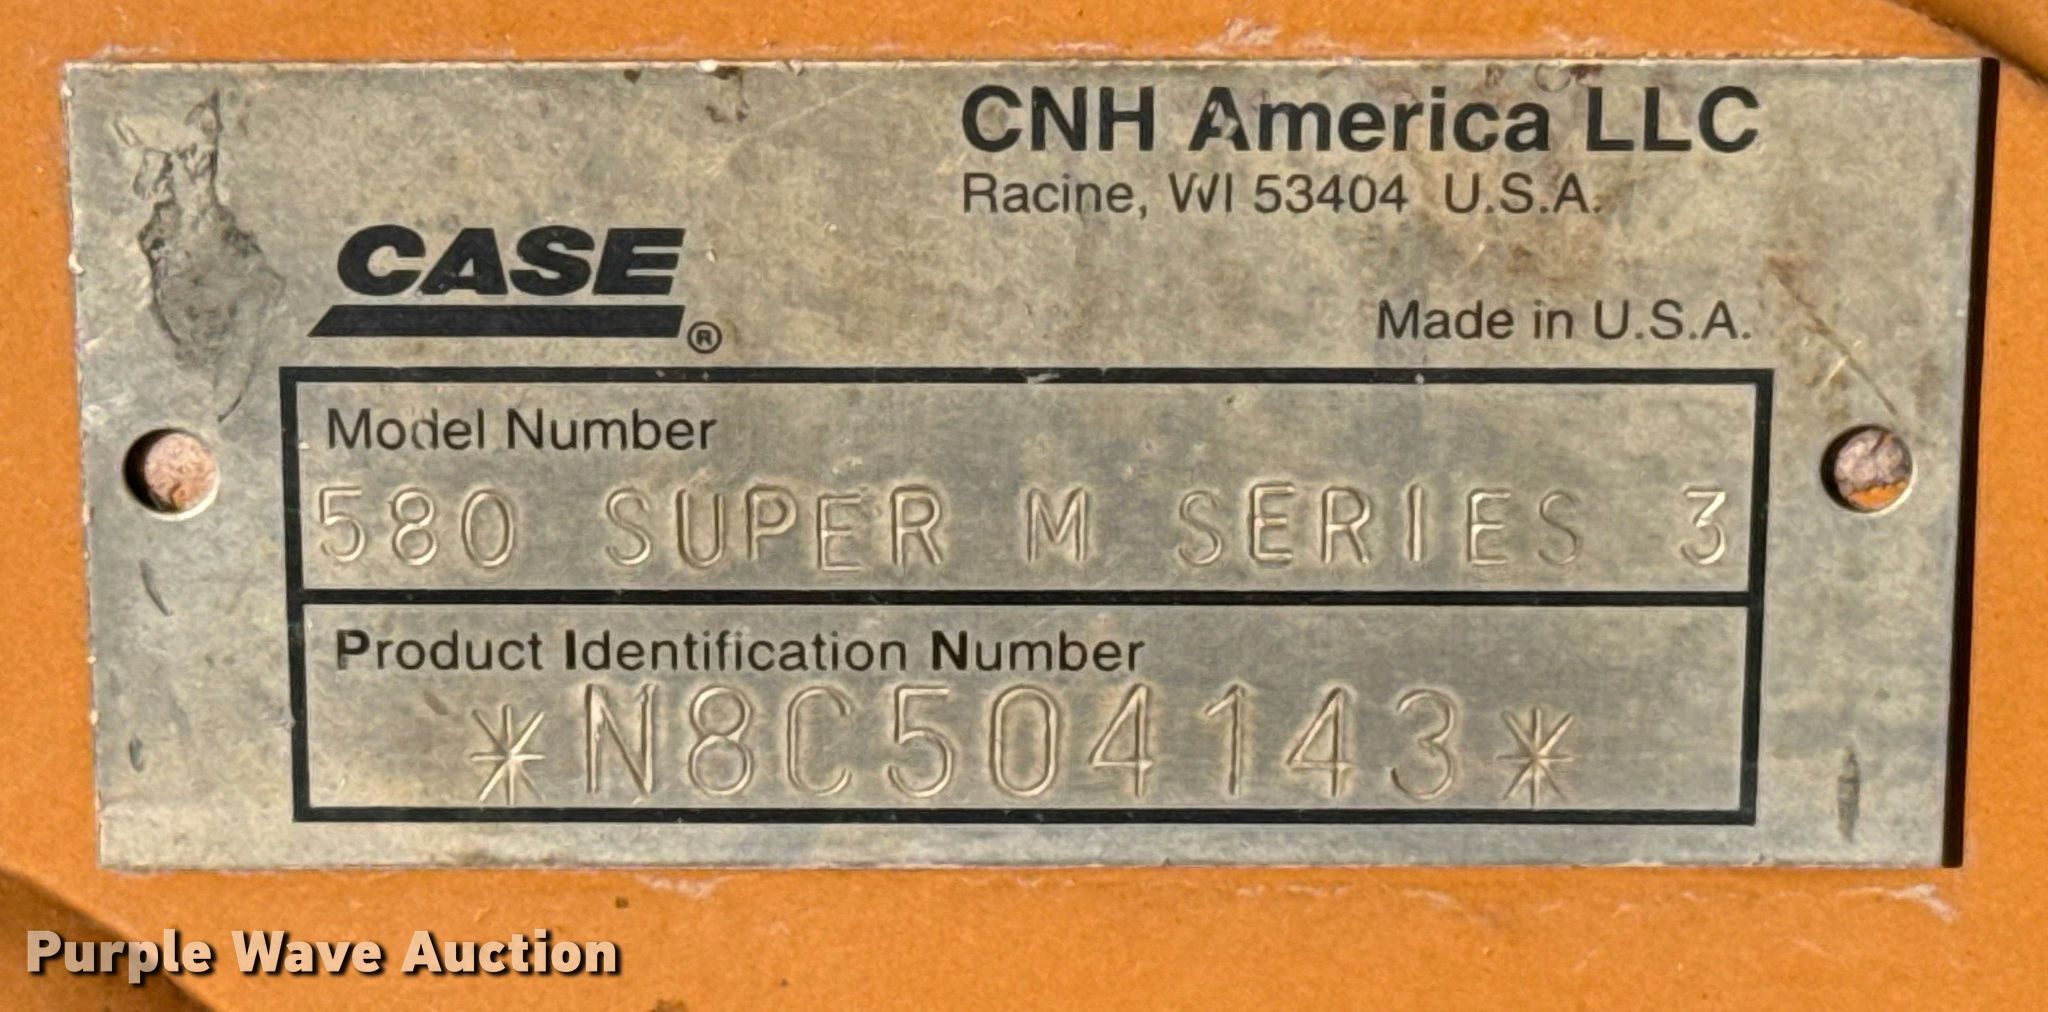 CNH America LLC
Racine, WI 53404 U.S.A.
CASE®
Made in U.S.A.
Model Number
580 SUPER M SERIES 3
Product Identification Number
*N8C504143*
Purple Wave Auction